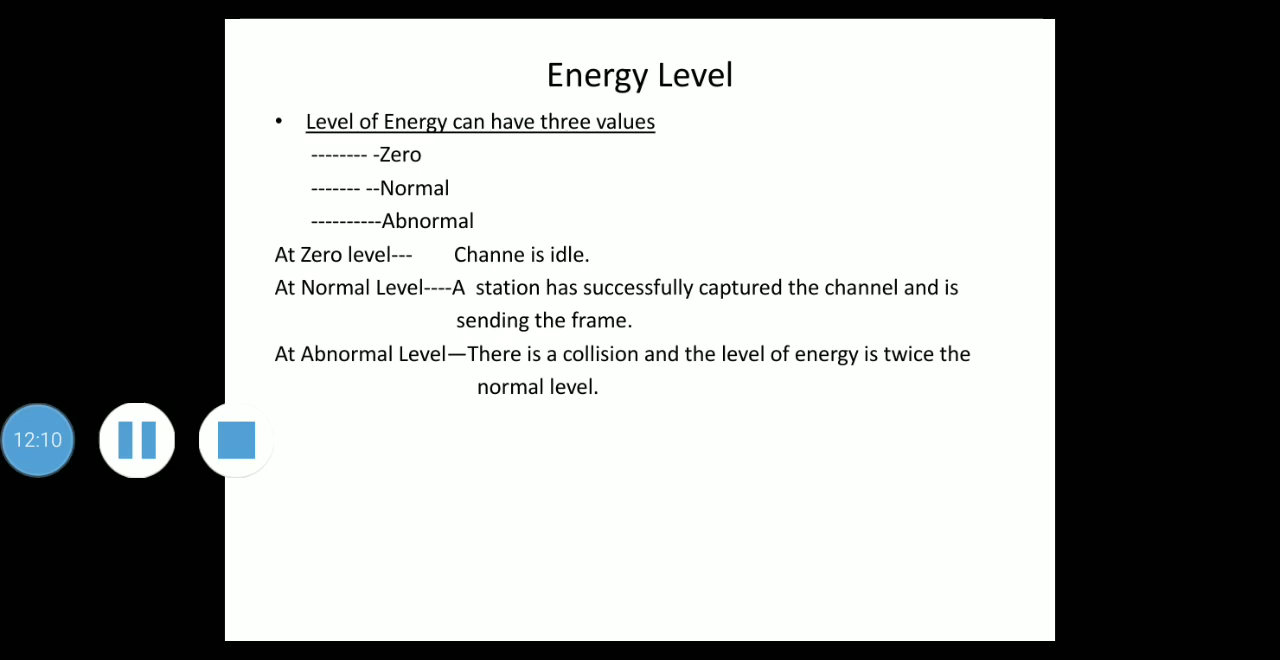 Energy Level
• Level of Energy can have three values
-------- -Zero
------- --Normal
----------Abnormal
At Zero level--- Channe is idle.
At Normal Level----A station has successfully captured the channel and is
sending the frame.
At Abnormal Level—There is a collision and the level of energy is twice the
normal level.
12:10